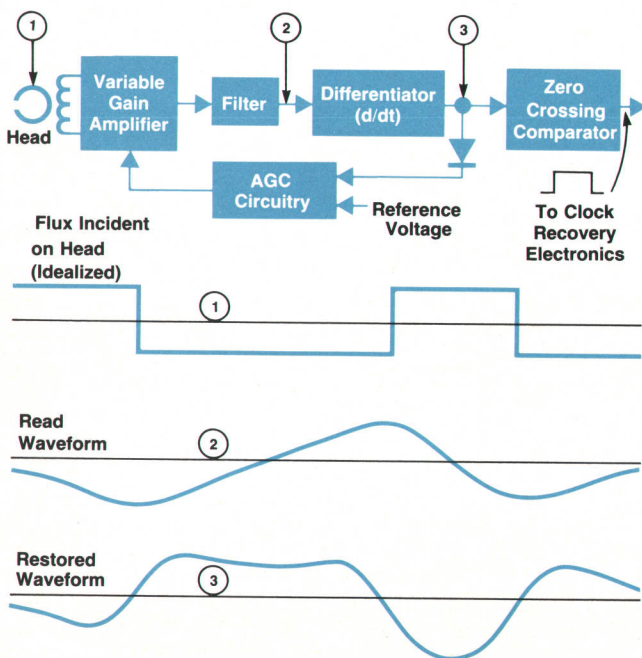 1
2
3
Variable
Gain
Amplifier
Filter
Differentiator
(d/dt)
Zero
Crossing
Comparator
Head
AGC
Circuitry
Reference
Voltage
To Clock
Recovery
Electronics
Flux Incident
on Head
(Idealized)
1
Read
Waveform
2
Restored
Waveform
3